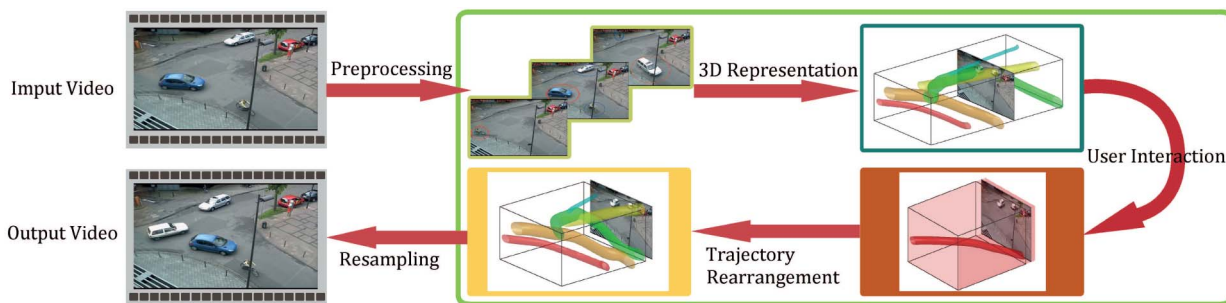 Imput Video
Preprocessing
3D Representation
User Interaction
Output Video
Resampling
Trajectory
Rearrangement